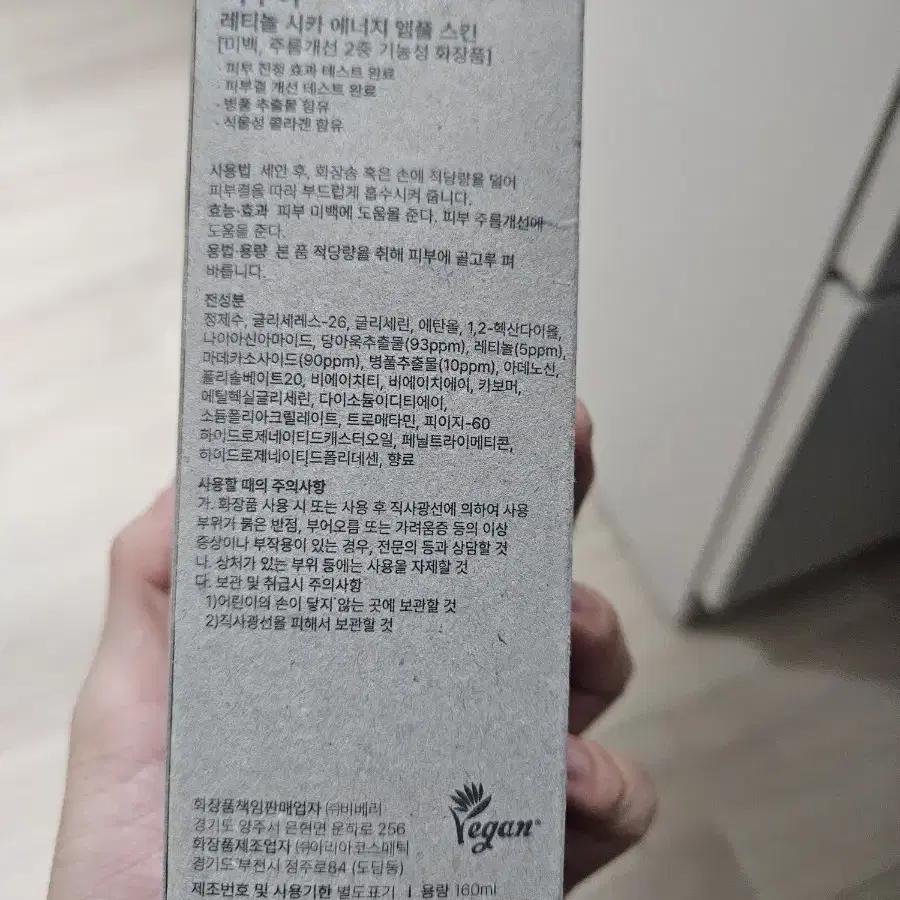 레티놀 시카 에너지 앰플 스킨
[미백, 주름개선 2중 기능성 화장품]
· 피부 진정 효과 테스트 완료
· 피부결 개선 테스트 완료
· 병풀 추출물 함유
· 식물성 콜라겐 함유
사용법 세안 후, 화장솜 혹은 손에 적당량을 덜어
피부결을 따라 부드럽게 흡수시켜 줍니다.
효능·효과 피부 미백에 도움을 준다. 피부 주름개선에
도움을 준다.
용법·용량 본 품 적당량을 취해 피부에 골고루 펴
바릅니다.
전성분
정제수, 글리세레스-26, 글리세린, 에탄올, 1,2-헥산다이올,
나이아신아마이드, 당아욱추출물(93ppm), 레티놀(5ppm),
마데카소사이드(90ppm), 병풀추출물(10ppm), 아데노신,
폴리솔베이트20, 비에이치티, 비에이치에이, 카보머,
에틸헥실글리세린, 다이소듐이디티에이,
소듐폴리아크릴레이트, 트로메타민, 피이지-60
하이드로제네이티드캐스터오일, 페닐트라이메티콘,
하이드로제네이티드폴리데센, 향료
사용할 때의 주의사항
가. 화장품 사용 시 또는 사용 후 직사광선에 의하여 사용
부위가 붉은 반점, 부어오름 또는 가려움증 등의 이상
증상이나 부작용이 있는 경우, 전문의 등과 상담할 것
나. 상처가 있는 부위 등에는 사용을 자제할 것
다. 보관 및 취급시 주의사항
1)어린이의 손이 닿지 않는 곳에 보관할 것
2)직사광선을 피해서 보관할 것
Vegan
화장품책임판매업자 ㈜비베리
경기도 양주시 은현면 운하로 256
화장품제조업자 ㈜아리아코스메틱
경기도 부천시 정주로84 (도당동)
제조번호 및 사용기한 별도표기 | 용량 160ml